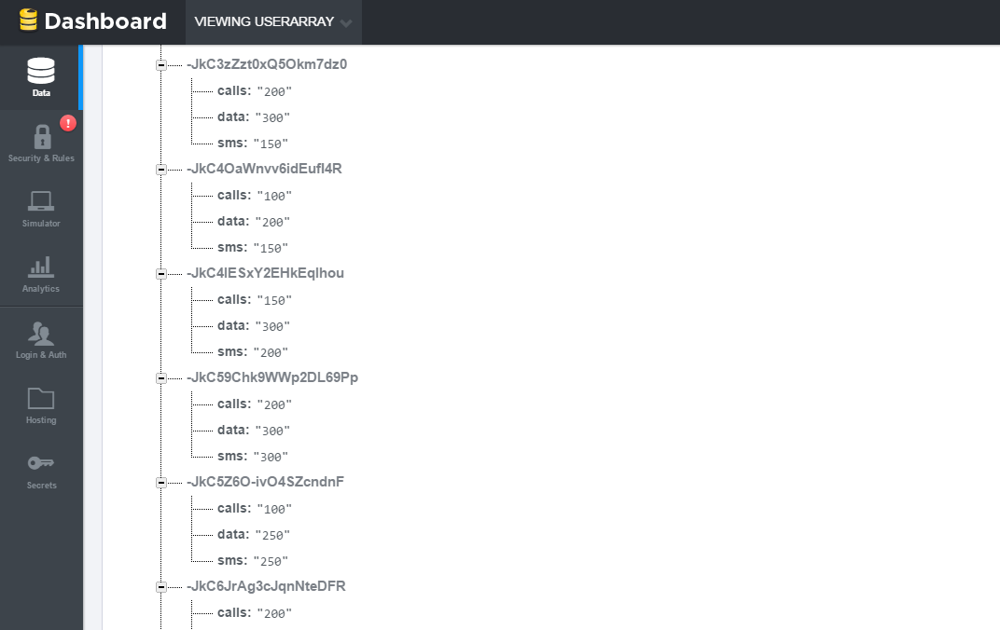 Dashboard
VIEWING USERARRAY
Data
!
Security & Rules
Simulator
Analytics
Login & Auth
Hosting
Secrets
-JkC3zZzt0xQ5Okm7dz0
calls: "200"
data: "300"
sms: "150"
-JkC4OaWnvv6idEufl4R
calls: "100"
data: "200"
sms: "150"
-JkC4lESxY2EHkEqlhou
calls: "150"
data: "300"
sms: "200"
-JkC59Chk9WWp2DL69Pp
calls: "200"
data: "300"
sms: "300"
-JkC5Z6O-ivO4SZcndnF
calls: "100"
data: "250"
sms: "250"
-JkC6JrAg3cJqnNteDFR
calls: "200"